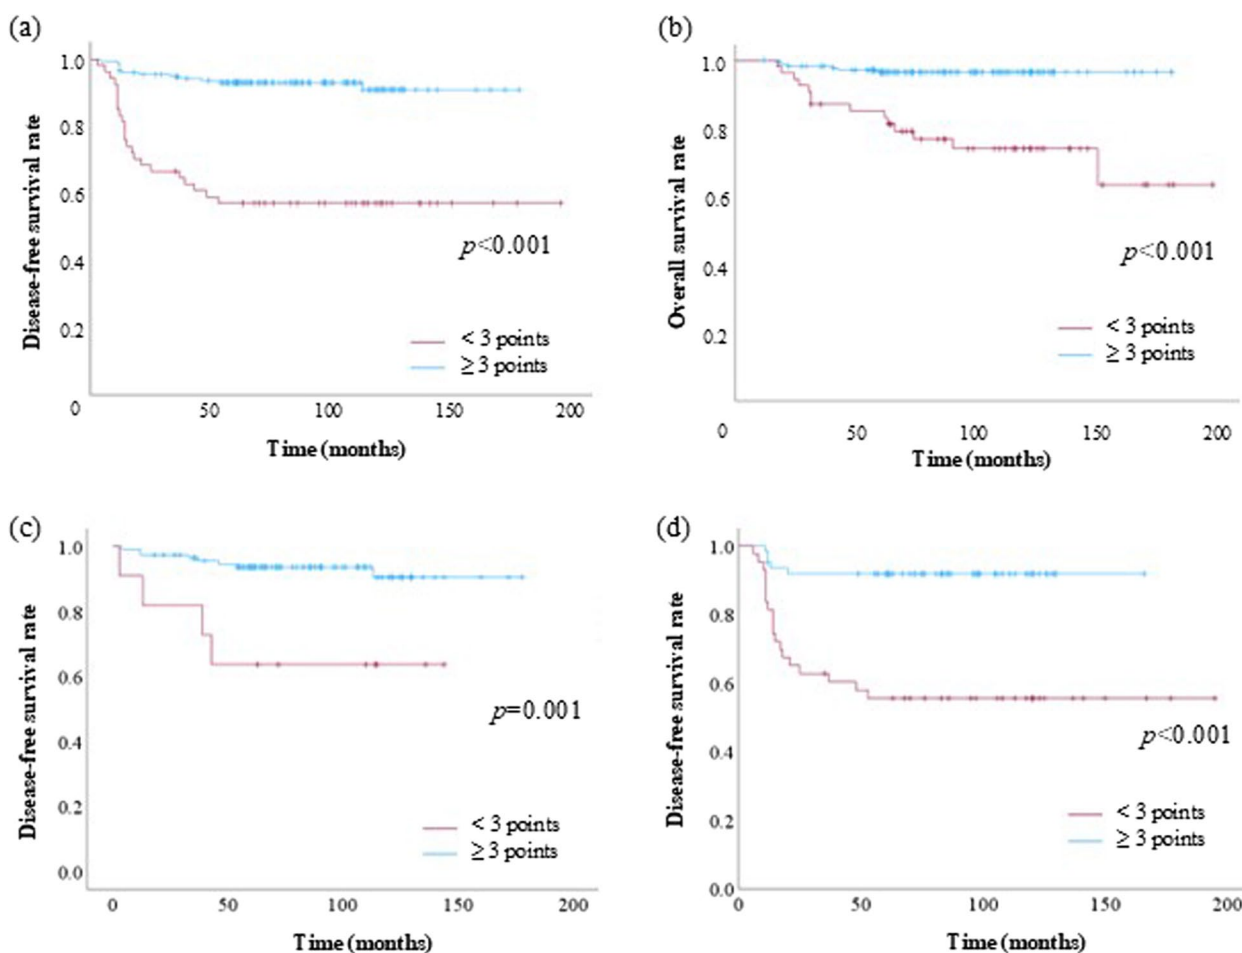 (a)
Disease-free survival rate
1.0
0.8
0.6
0.4
0.2
0
50
100
150
200
Time (months)
p<0.001
< 3 points
≥ 3 points
(b)
Overall survival rate
1.0
0.8
0.6
0.4
0.2
0
50
100
150
200
Time (months)
p<0.001
< 3 points
≥ 3 points
(c)
Disease-free survival rate
1.0
0.8
0.6
0.4
0.2
0.0
0
50
100
150
200
Time (months)
p=0.001
< 3 points
≥ 3 points
(d)
Disease-free survival rate
1.0
0.8
0.6
0.4
0.2
0.0
0
50
100
150
200
Time (months)
p<0.001
< 3 points
≥ 3 points